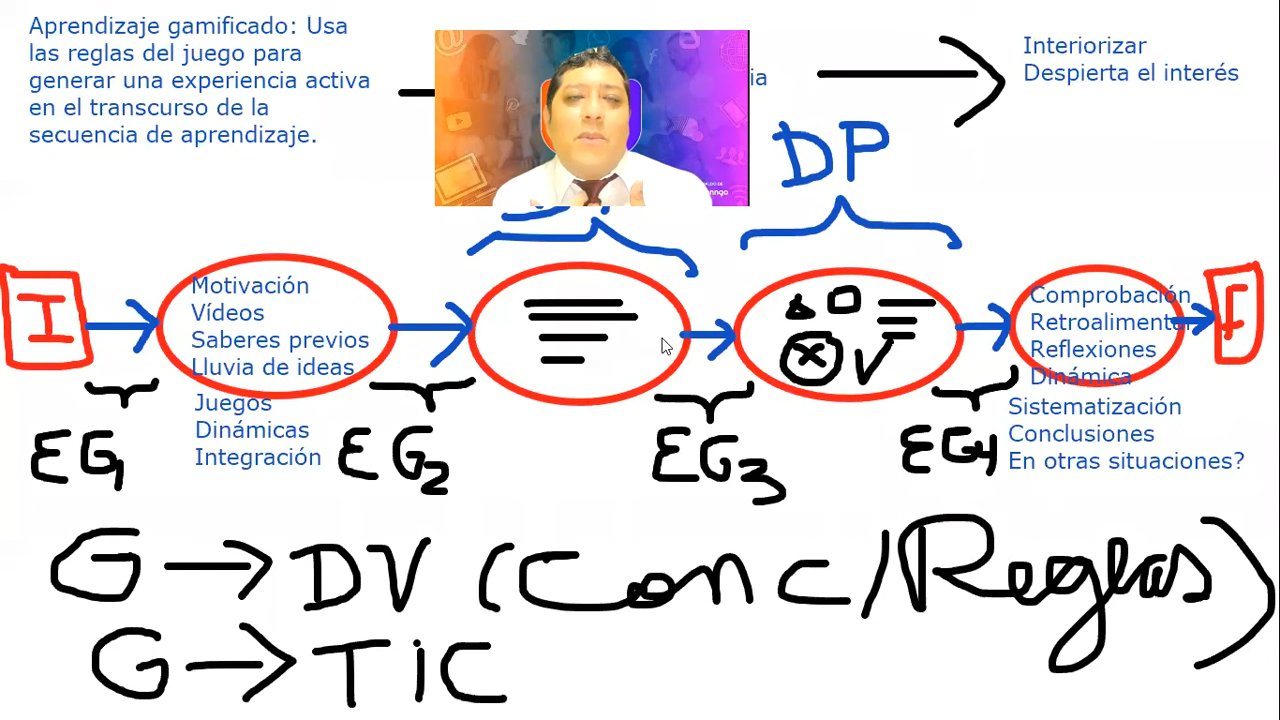 Aprendizaje gamificado: Usa
las reglas del juego para
generar una experiencia activa
en el transcurso de la
secuencia de aprendizaje.
Interiorizar
Despierta el interés
DP
I
Motivación
Vídeos
Saberes previos
Lluvia de ideas
Juegos
Dinámicas
Integración
X
V
Comprobación
Retroalimentar
Reflexiones
Dinámica
Sistematización
Conclusiones
En otras situaciones?
F
EG1
EG2
EG3
EG4
G → DV (Conc/Reglas)
G → TiC